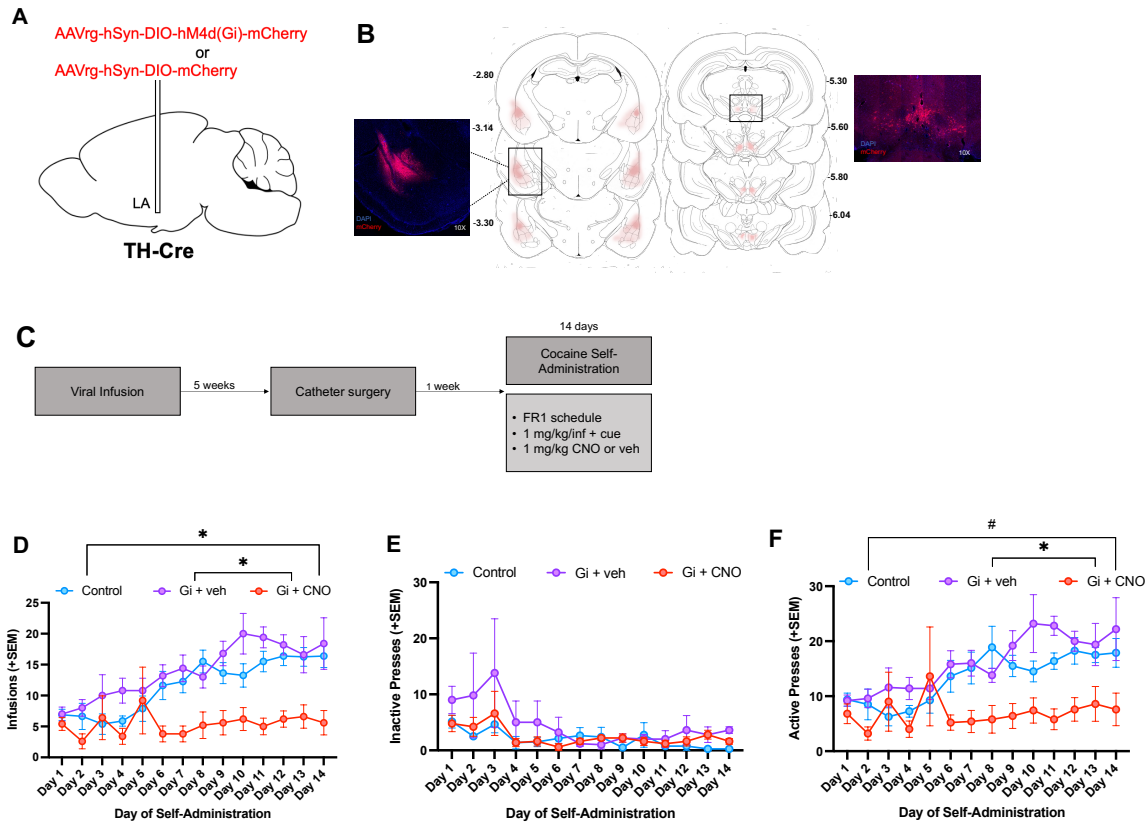 A
AAVrg-hSyn-DIO-hM4d(Gi)-mCherry
or
AAVrg-hSyn-DIO-mCherry
LA
TH-Cre
B
-2.80
-3.14
-3.30
DAPI
mCherry
10X
-5.30
-5.60
-5.80
-6.04
DAPI
mCherry
10X
C
Viral Infusion
5 weeks
Catheter surgery
1 week
14 days
Cocaine Self-
Administration
• FR1 schedule
• 1 mg/kg/inf + cue
• 1 mg/kg CNO or veh
D
*
*
Control
Gi + veh
Gi + CNO
Infusions (+SEM)
25
20
15
10
5
0
Day 1
Day 2
Day 3
Day 4
Day 5
Day 6
Day 7
Day 8
Day 9
Day 10
Day 11
Day 12
Day 13
Day 14
Day of Self-Administration
E
Control
Gi + veh
Gi + CNO
Inactive Presses (+SEM)
30
20
10
0
Day 1
Day 2
Day 3
Day 4
Day 5
Day 6
Day 7
Day 8
Day 9
Day 10
Day 11
Day 12
Day 13
Day 14
Day of Self-Administration
F
#
*
Control
Gi + veh
Gi + CNO
Active Presses (+SEM)
30
20
10
0
Day 1
Day 2
Day 3
Day 4
Day 5
Day 6
Day 7
Day 8
Day 9
Day 10
Day 11
Day 12
Day 13
Day 14
Day of Self-Administration